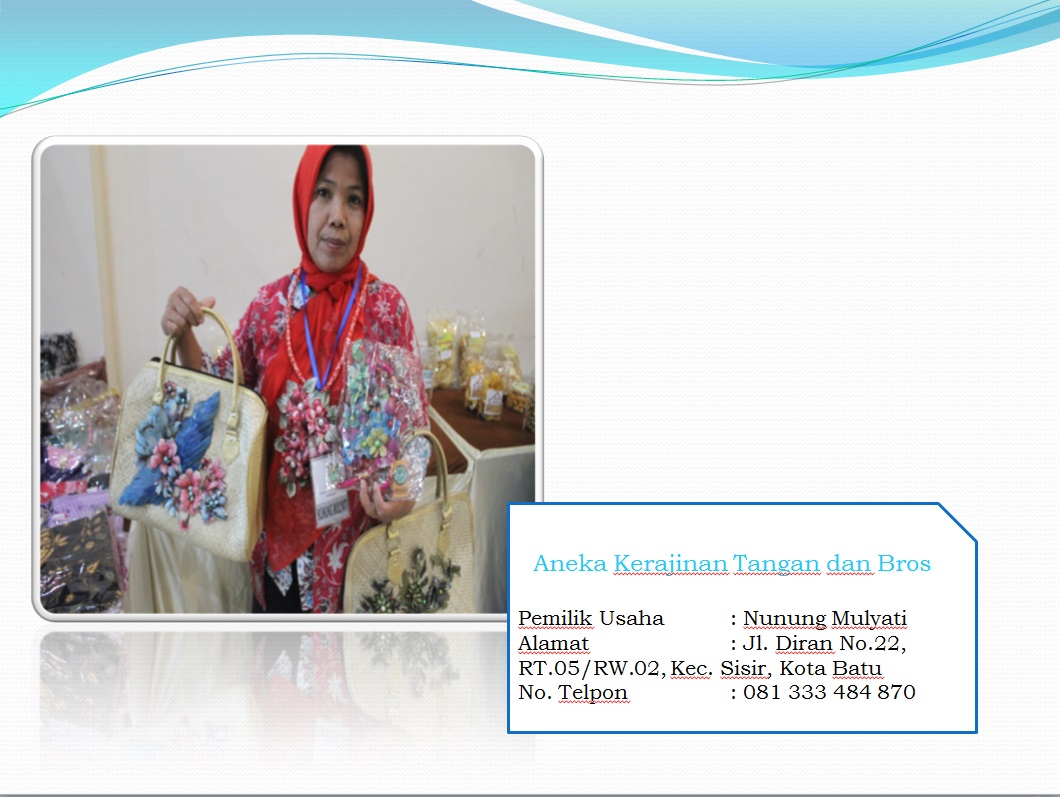 Aneka Kerajinan Tangan dan Bros
Pemilik Usaha : Nunung Mulyati
Alamat : Jl. Diran No.22,
RT.05/RW.02, Kec. Sisir, Kota Batu
No. Telpon : 081 333 484 870